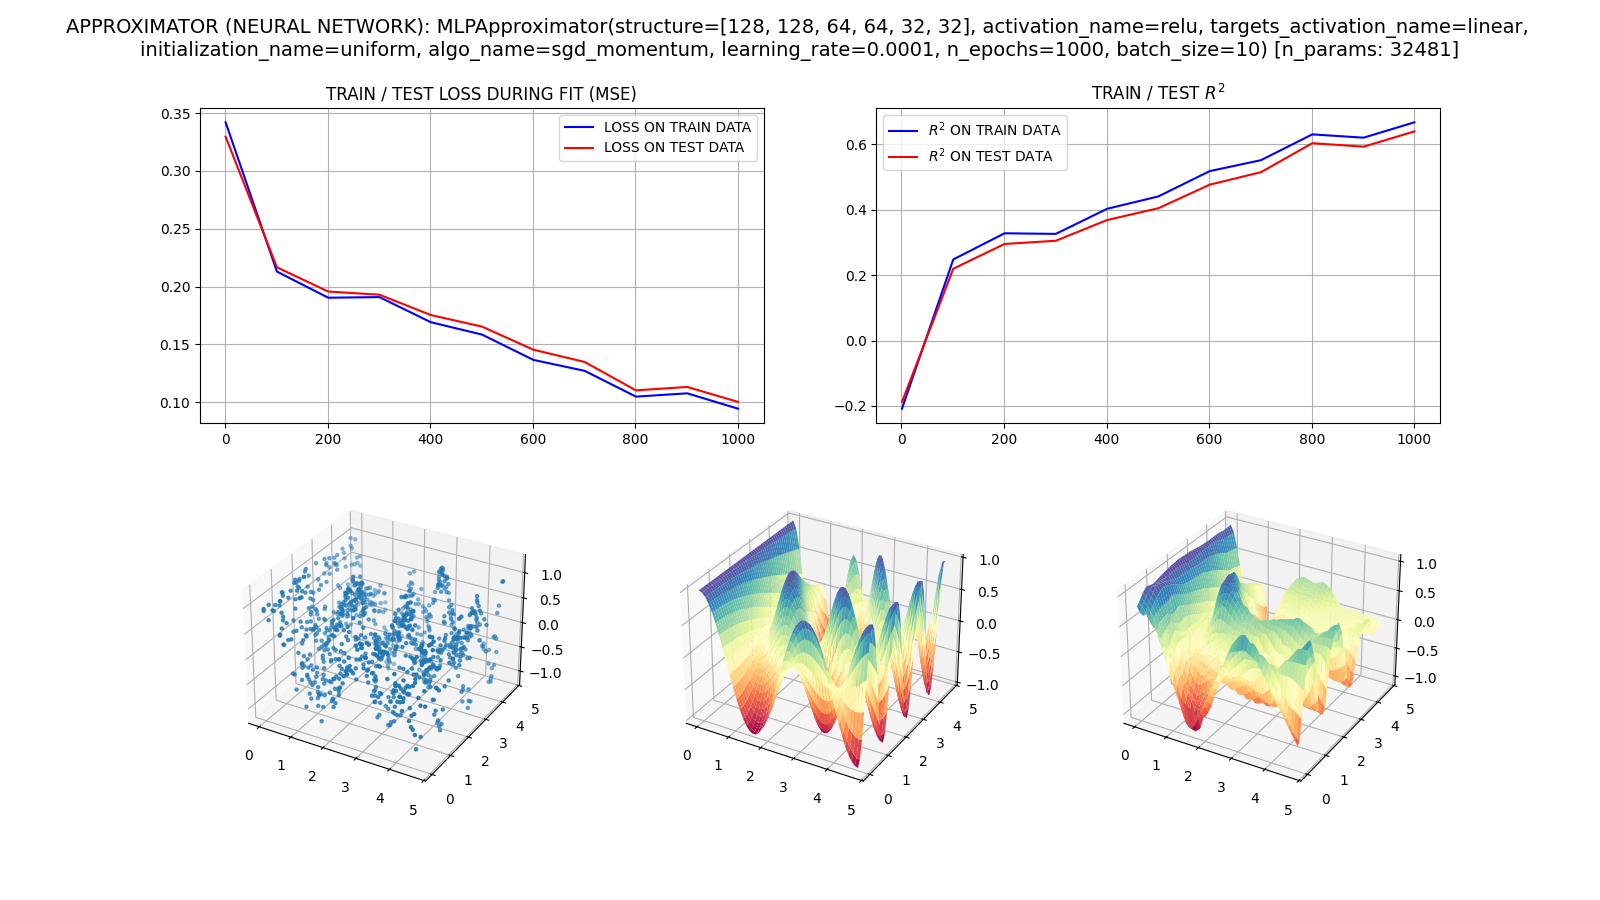 APPROXIMATOR (NEURAL NETWORK): MLPApproximator(structure=[128, 128, 64, 64, 32, 32], activation_name=relu, targets_activation_name=linear,
initialization_name=uniform, algo_name=sgd_momentum, learning_rate=0.0001, n_epochs=1000, batch_size=10) [n_params: 32481]
TRAIN / TEST LOSS DURING FIT (MSE)
0.35
0.30
0.25
0.20
0.15
0.10
LOSS ON TRAIN DATA
LOSS ON TEST DATA
0 200 400 600 800 1000
TRAIN / TEST R²
0.6
0.4
0.2
0.0
−0.2
R² ON TRAIN DATA
R² ON TEST DATA
0 200 400 600 800 1000
1.0
0.5
0.0
−0.5
−1.0
0 1 2 3 4 5
0 1 2 3 4 5
1.0
0.5
0.0
−0.5
−1.0
0 1 2 3 4 5
0 1 2 3 4 5
1.0
0.5
0.0
−0.5
−1.0
0 1 2 3 4 5
0 1 2 3 4 5